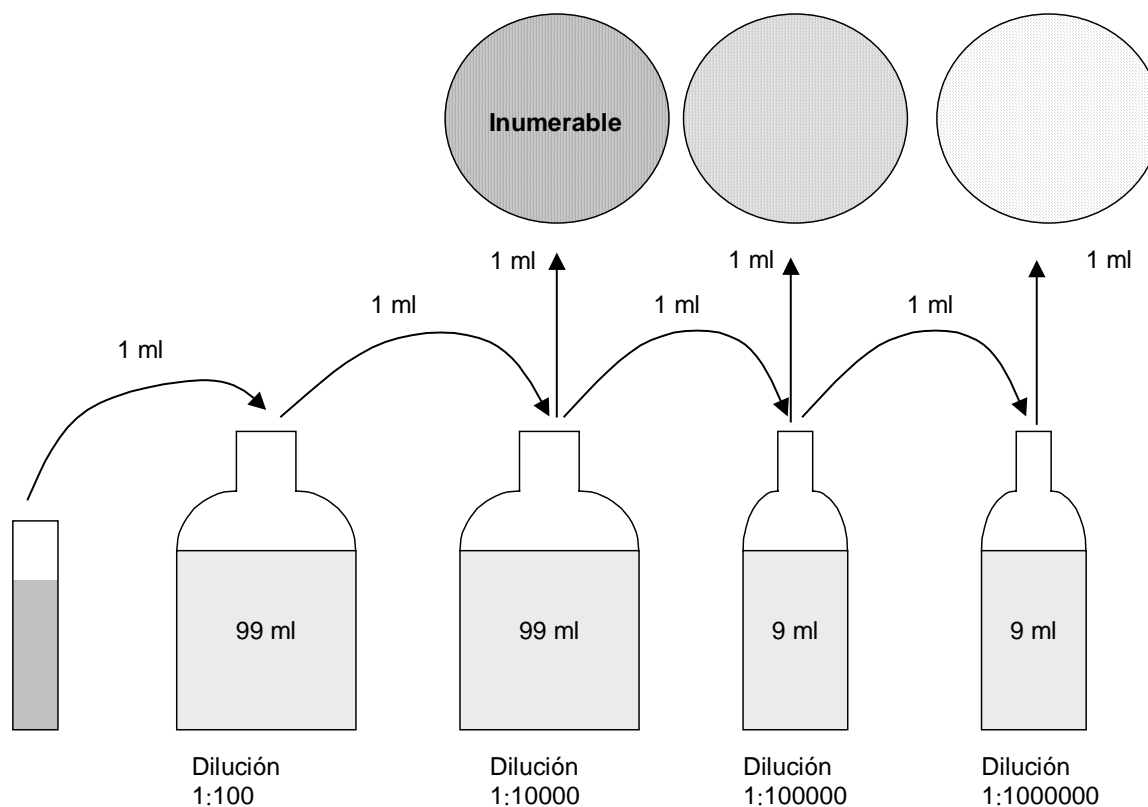 Inumerable
1 ml
1 ml
1 ml
1 ml
1 ml
1 ml
1 ml
99 ml
99 ml
9 ml
9 ml
Dilución
1:100
Dilución
1:10000
Dilución
1:100000
Dilución
1:1000000